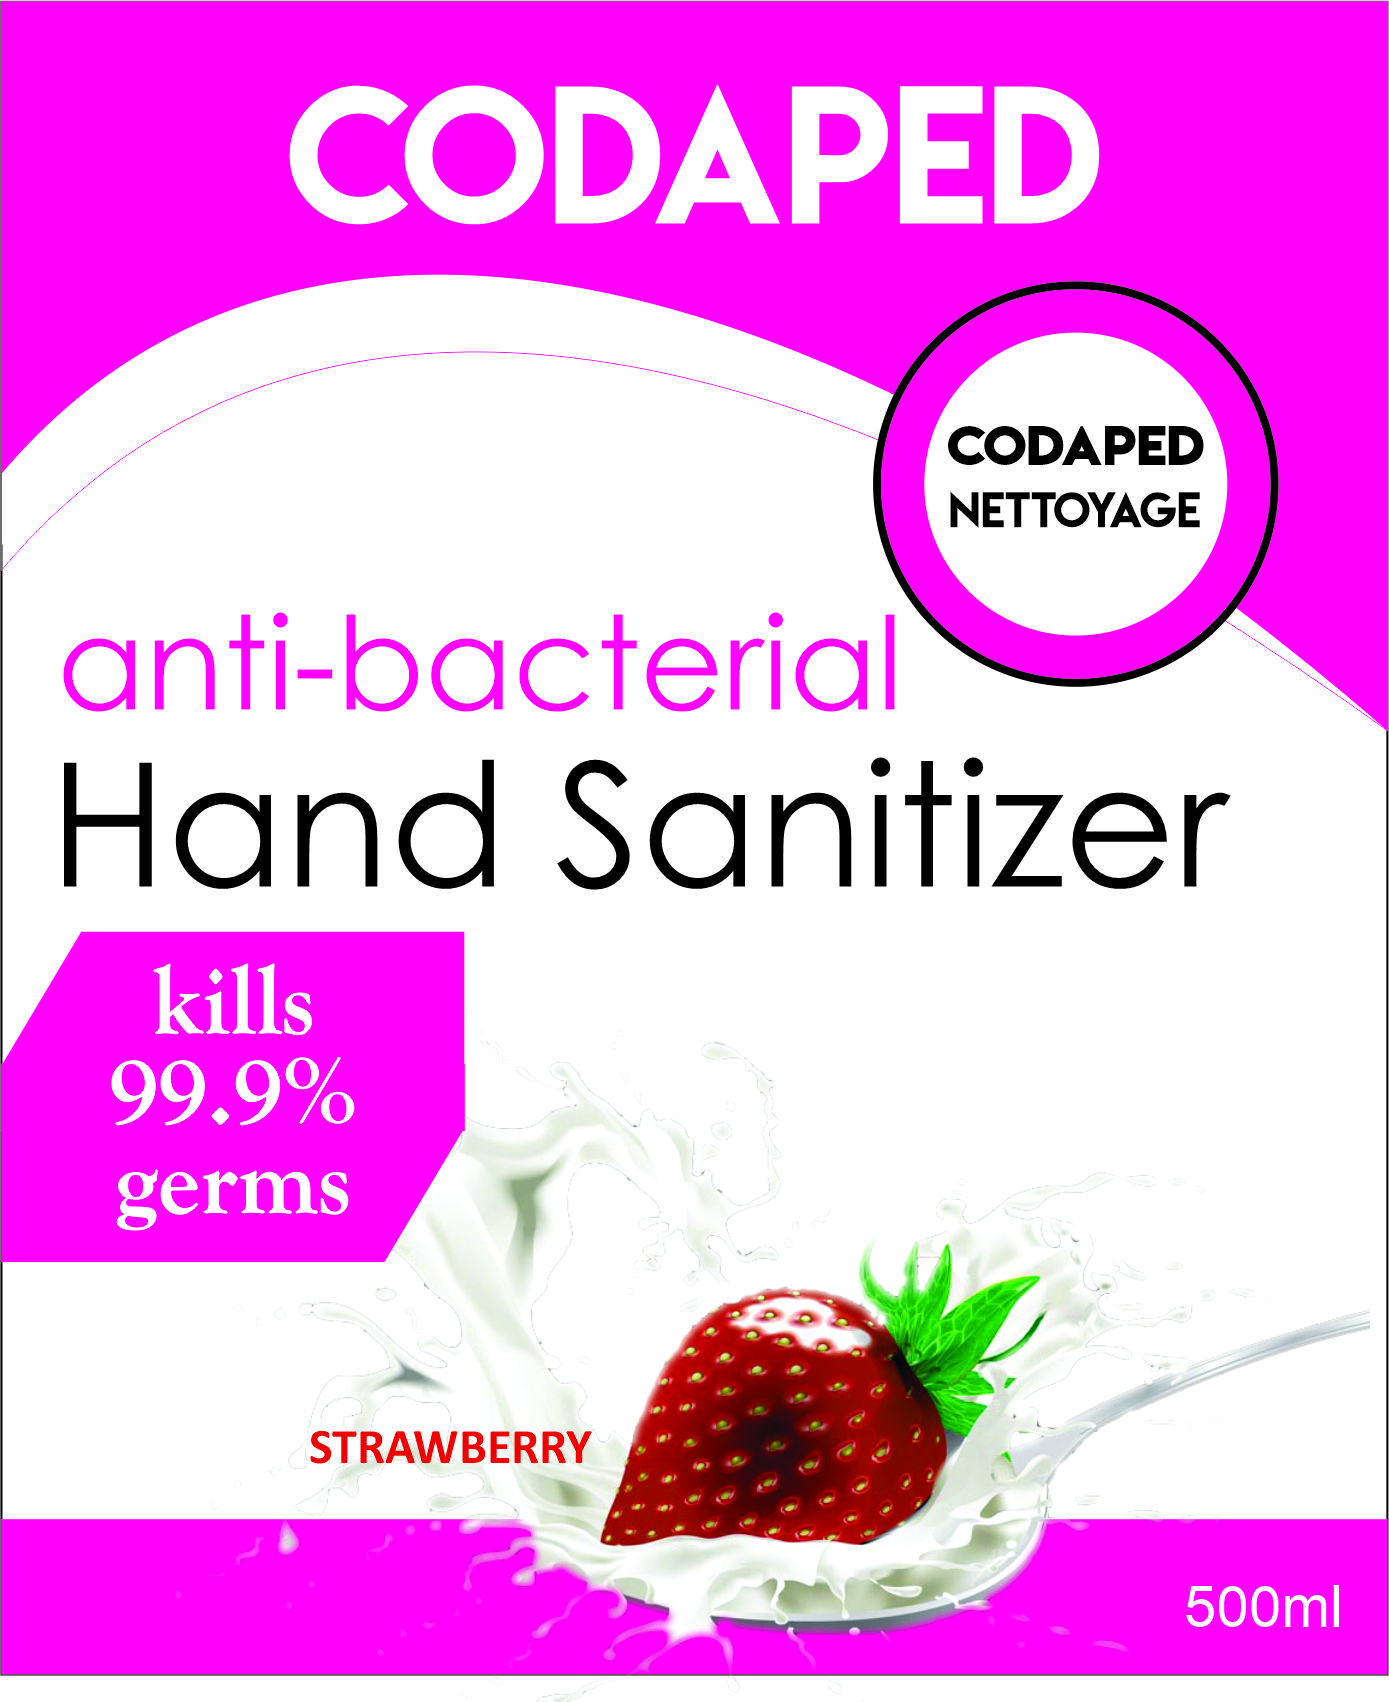 CODAPED
CODAPED
NETTOYAGE
anti-bacterial
Hand Sanitizer
kills
99.9%
germs
STRAWBERRY
500ml